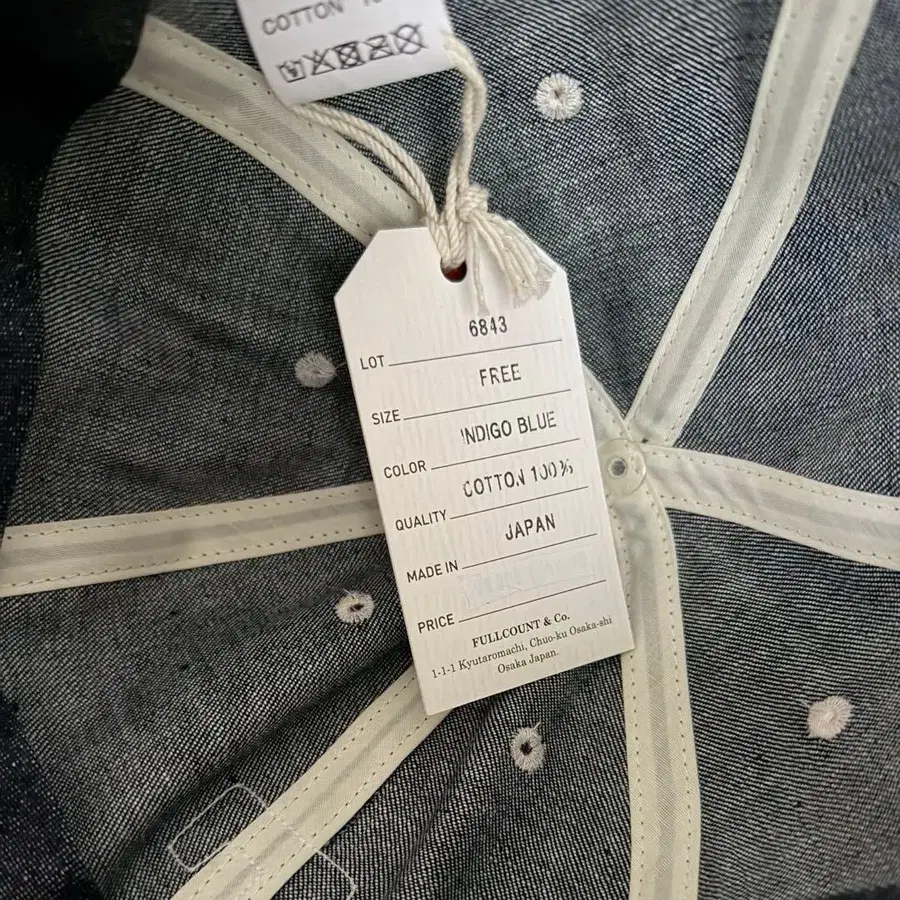 COTTON
6843
LOT
FREE
SIZE
INDIGO BLUE
COLOR
COTTON 100%
QUALITY
JAPAN
MADE IN
PRICE
FULLCOUNT & Co.
1-1-1 Kyutaromachi, Chuo-ku Osaka-shi
Osaka Japan.